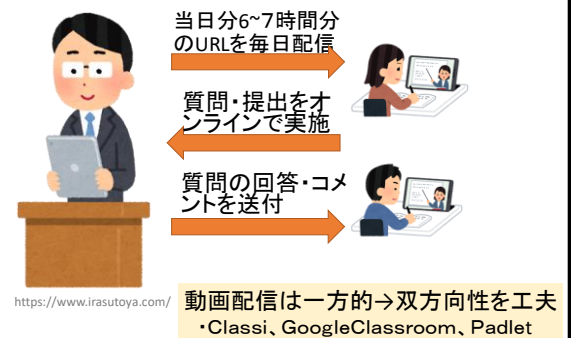 当日分6~7時間分
のURLを毎日配信
質問・提出をオ
ンラインで実施
質問の回答・コメ
ントを送付
https://www.irasutoya.com/
動画配信は一方的→双方向性を工夫
・Classi、GoogleClassroom、Padlet